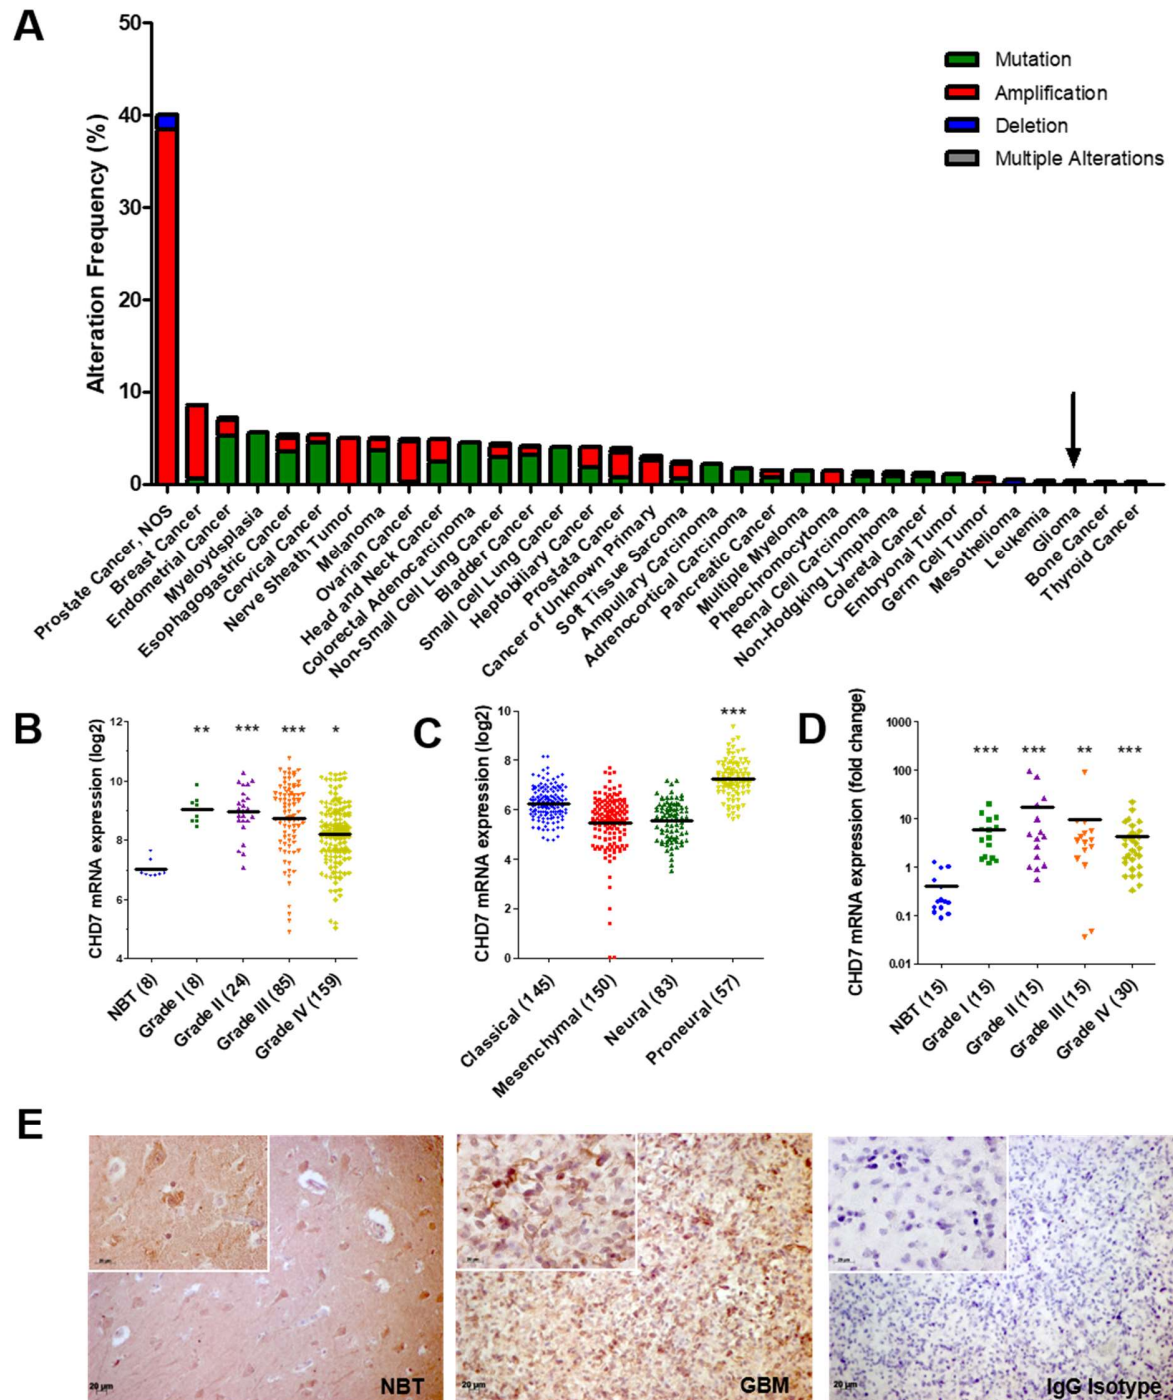 A
50
40
30
20
10
0
Alteration Frequency (%)
Mutation
Amplification
Deletion
Multiple Alterations
Prostate Cancer, NOS
Breast Cancer
Endometrial Cancer
Myelodysplasia
Esophagogastric Cancer
Cervical Cancer
Nerve Sheath Tumor
Melanoma
Ovarian Cancer
Head and Neck Cancer
Colorectal Adenocarcinoma
Non-Small Cell Lung Cancer
Bladder Cancer
Small Cell Lung Cancer
Heptobiliary Cancer
Prostata Cancer
Cancer of Unknown Primary
Soft Tissue Sarcoma
Ampullary Carcinoma
Adrenocortical Carcinoma
Pancreatic Cancer
Multiple Myeloma
Pheochromocytoma
Renal Cell Carcinoma
Non-Hodgking Lymphoma
Coleretal Cancer
Embryonal Tumor
Germ Cell Tumor
Mesothelioma
Leukemia
Glioma
Bone Cancer
Thyroid Cancer
B
CHD7 mRNA expression (log2)
12
10
8
6
4
** *** *** *
NBT (8)
Grade I (8)
Grade II (24)
Grade III (85)
Grade IV (159)
C
CHD7 mRNA expression (log2)
10
8
6
4
2
0
***
Classical (145)
Mesenchymal (150)
Neural (83)
Proneural (57)
D
CHD7 mRNA expression (fold change)
1000
100
10
1
0.1
0.01
*** *** ** ***
NBT (15)
Grade I (15)
Grade II (15)
Grade III (15)
Grade IV (30)
E
20 µm
NBT
20 µm
GBM
20 µm
IgG Isotype